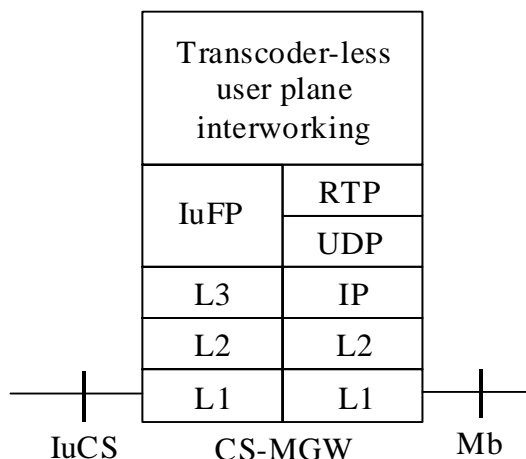 Transcoder-less
user plane
interworking
IuFP
RTP
UDP
L3
IP
L2
L2
L1
L1
IuCS
CS-MGW
Mb